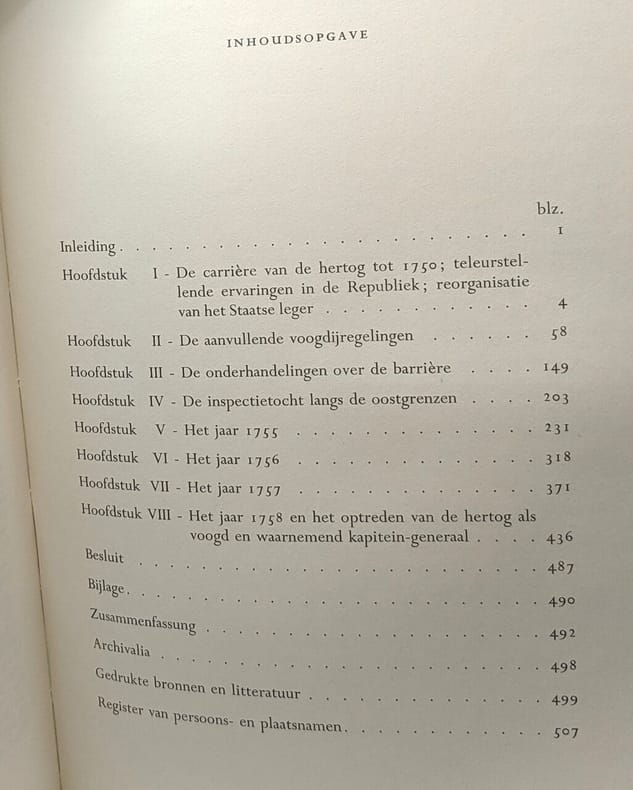 INHOUDSOPGAVE
blz.
Inleiding . . . . . . . . . . . . . . . . 1
Hoofdstuk I - De carrière van de hertog tot 1750; teleurstel-
lende ervaringen in de Republiek; reorganisatie
van het Staatse leger . . . . . . . . 4
Hoofdstuk II - De aanvullende voogdijregelingen . . . . . . 58
Hoofdstuk III - De onderhandelingen over de barrière . . . . 149
Hoofdstuk IV - De inspectietocht langs de oostgrenzen . . . . 203
Hoofdstuk V - Het jaar 1755 . . . . . . . . . . 231
Hoofdstuk VI - Het jaar 1756 . . . . . . . . . . 318
Hoofdstuk VII - Het jaar 1757 . . . . . . . . . . 371
Hoofdstuk VIII - Het jaar 1758 en het optreden van de hertog als
voogd en waarnemend kapitein-generaal . . . . 436
Besluit . . . . . . . . . . . . . . . . 487
Bijlage . . . . . . . . . . . . . . . . 490
Zusammenfassung . . . . . . . . . . . . . 492
Archivalia . . . . . . . . . . . . . . . 498
Gedrukte bronnen en litteratuur . . . . . . . . . . 499
Register van persoons- en plaatsnamen . . . . . . . . 507